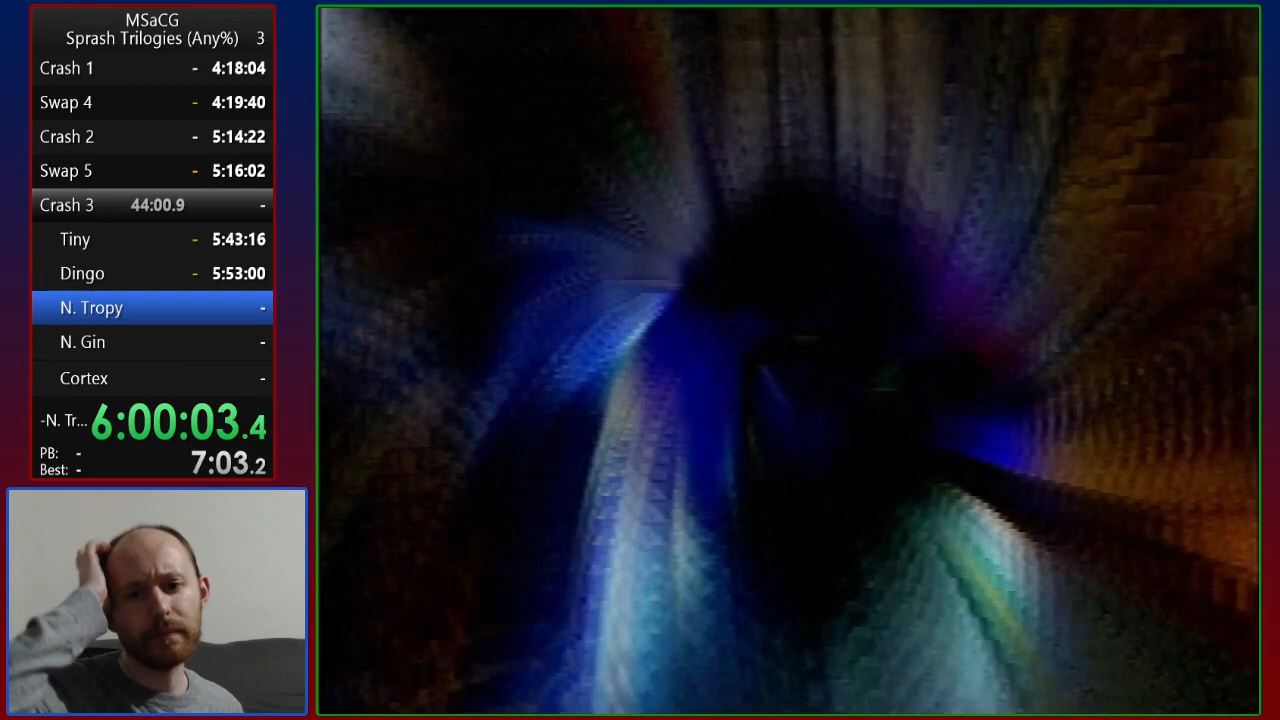 MSaCG
Sprash Trilogies (Any%) 3
Crash 1 - 4:18:04
Swap 4 - 4:19:40
Crash 2 - 5:14:22
Swap 5 - 5:16:02
Crash 3 44:00.9 -
Tiny - 5:43:16
Dingo - 5:53:00
N. Tropy -
N. Gin -
Cortex -
-N. Tr... 6:00:03.4
PB: - 7:03.2
Best: -